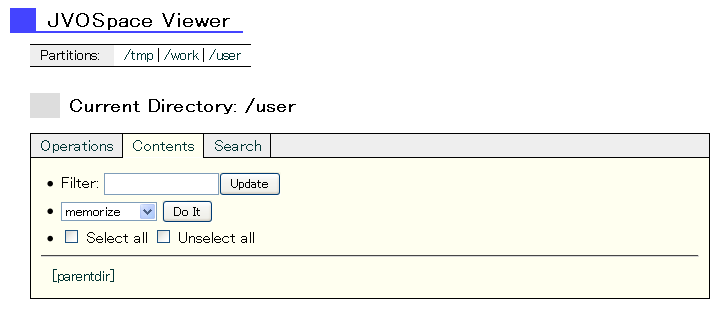 JVOSpace Viewer
Partitions: /tmp | /work | /user
Current Directory: /user
Operations Contents Search
• Filter: Update
• memorize Do It
• Select all Unselect all
[parentdir]